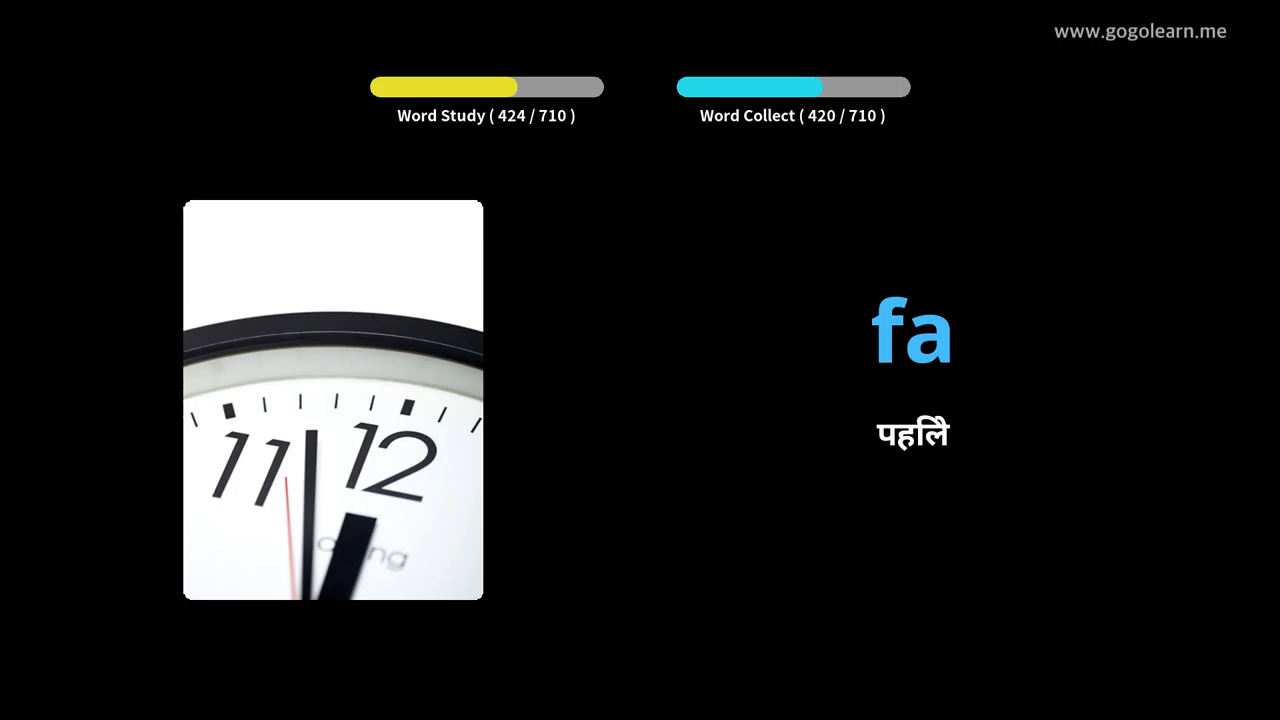 www.gogolearn.me
Word Study ( 424 / 710 )
Word Collect ( 420 / 710 )
fa
पहलिे
11 12